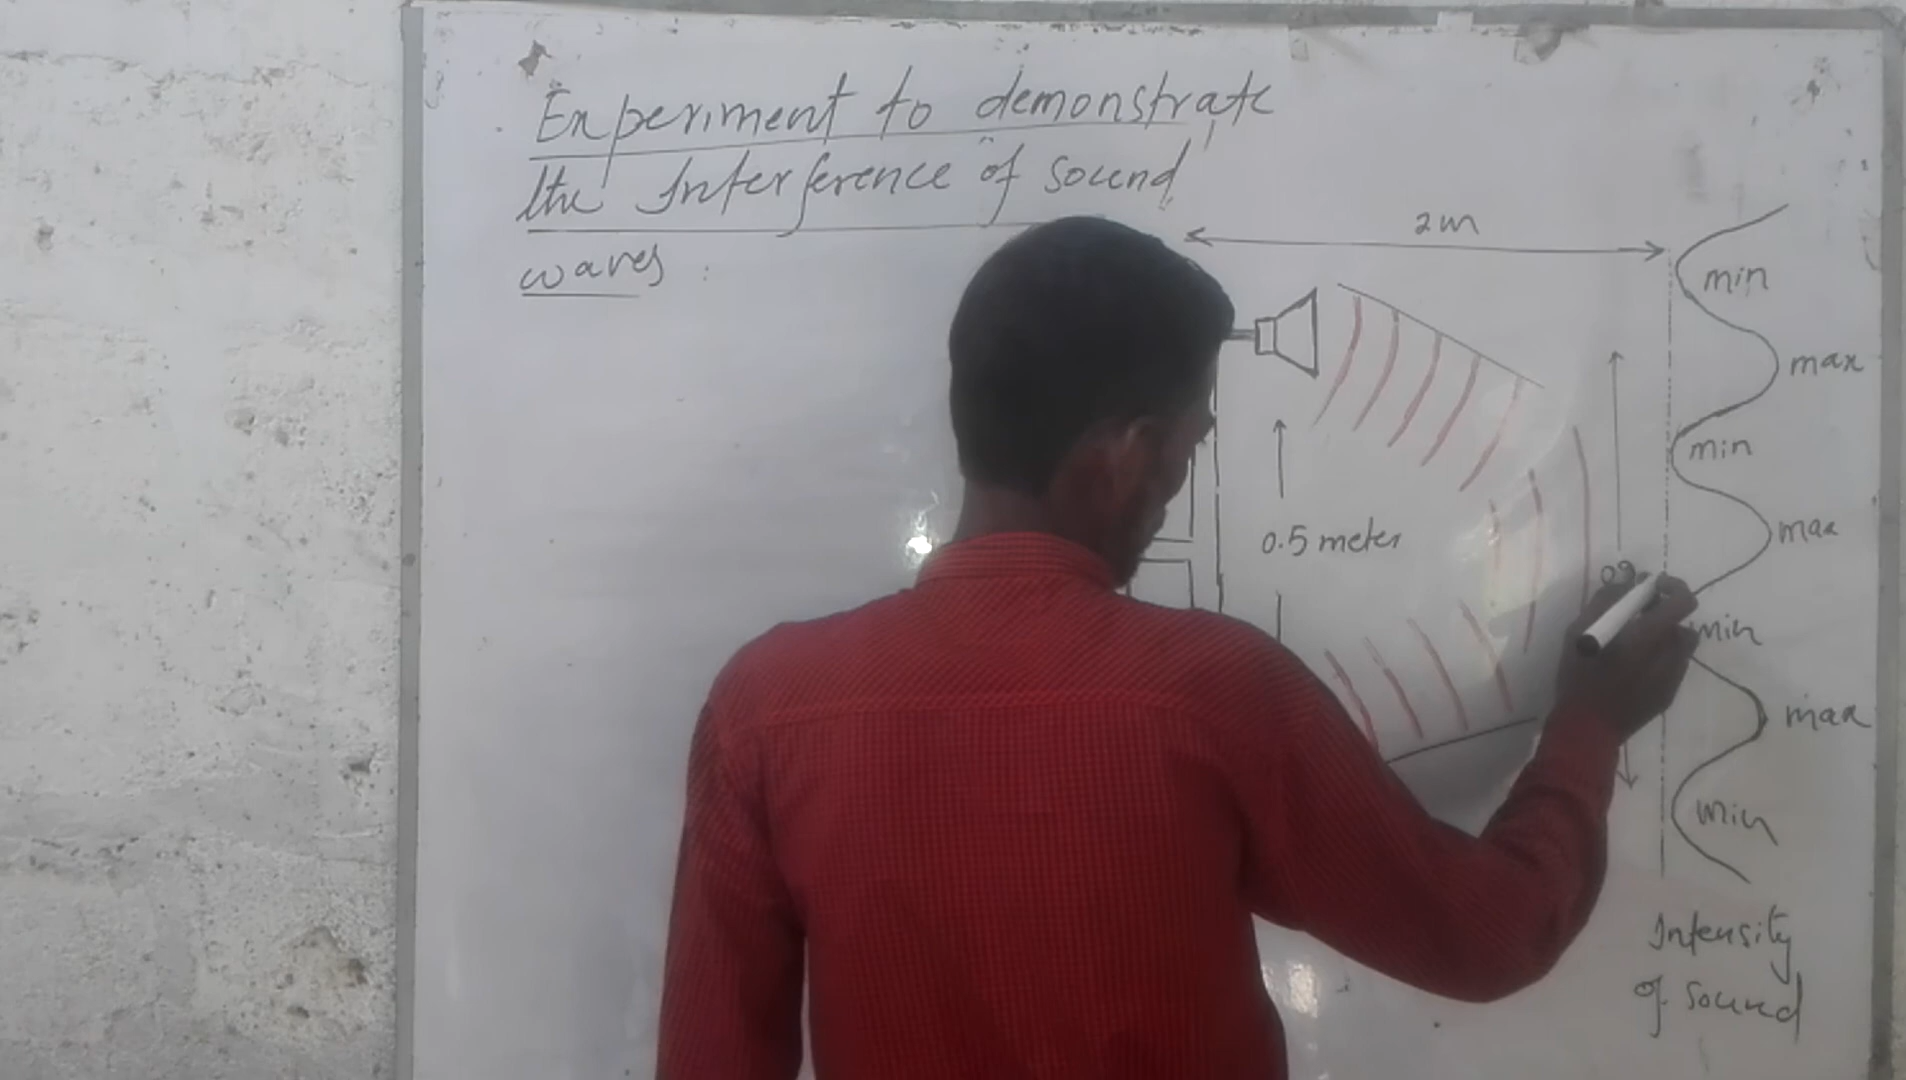 Experiment to demonstrate
the Interference of sound
waves :
2m
min
max
min
0.5 meter
max
min
max
min
Intensity
of sound